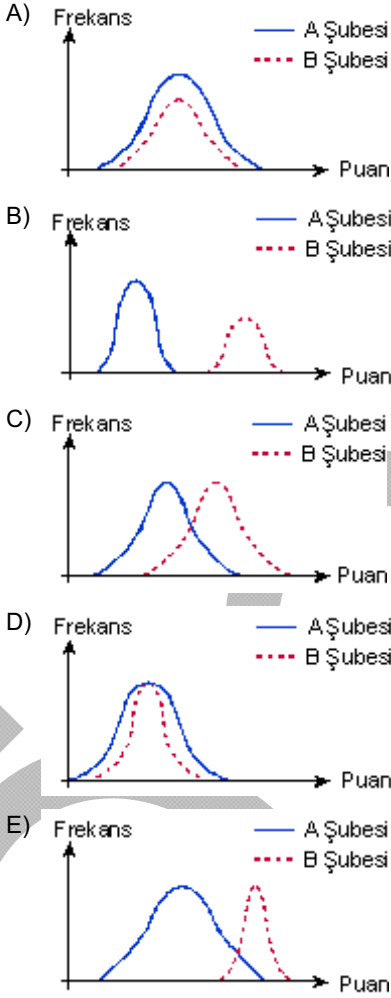 A) Frekans
A Şubesi
B Şubesi
Puan
B) Frekans
A Şubesi
B Şubesi
Puan
C) Frekans
A Şubesi
B Şubesi
Puan
D) Frekans
A Şubesi
B Şubesi
Puan
E) Frekans
A Şubesi
B Şubesi
Puan